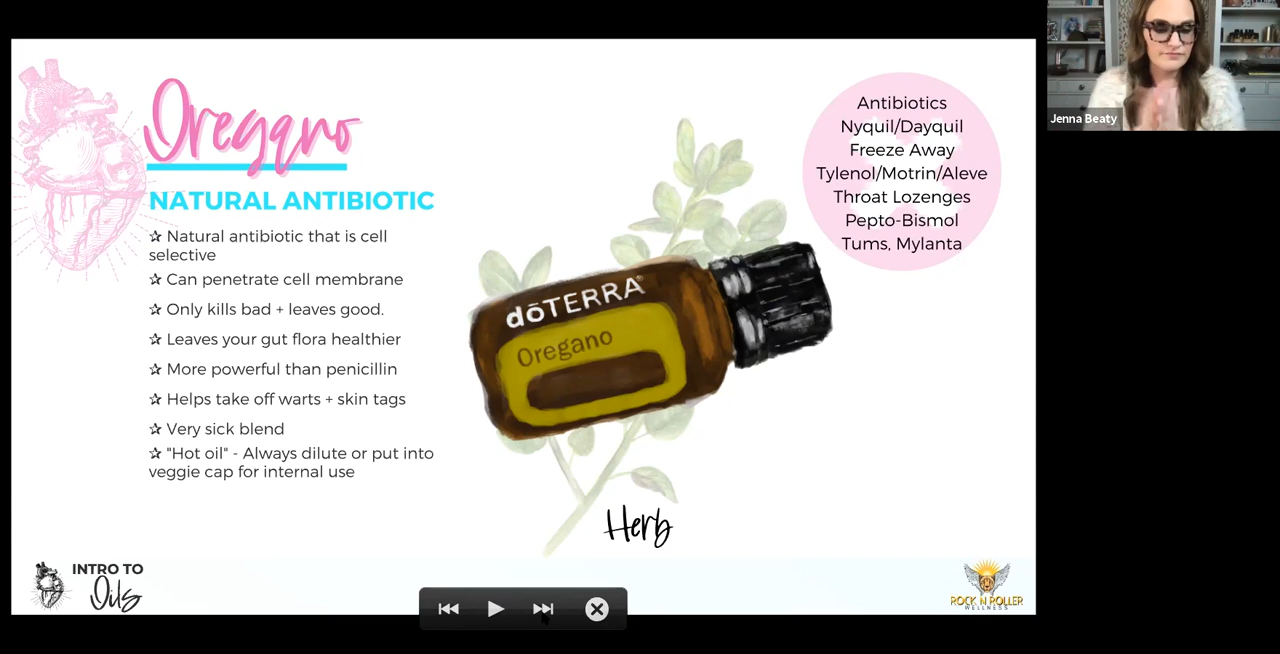 Oregano
NATURAL ANTIBIOTIC
✰ Natural antibiotic that is cell
selective
✰ Can penetrate cell membrane
✰ Only kills bad + leaves good.
✰ Leaves your gut flora healthier
✰ More powerful than penicillin
✰ Helps take off warts + skin tags
✰ Very sick blend
✰ "Hot oil" - Always dilute or put into
veggie cap for internal use
dōTERRA
Oregano
Herb
Antibiotics
Nyquil/Dayquil
Freeze Away
Tylenol/Motrin/Aleve
Throat Lozenges
Pepto-Bismol
Tums, Mylanta
Jenna Beaty
INTRO TO
Oils
ROCK N ROLLER
WELLNESS